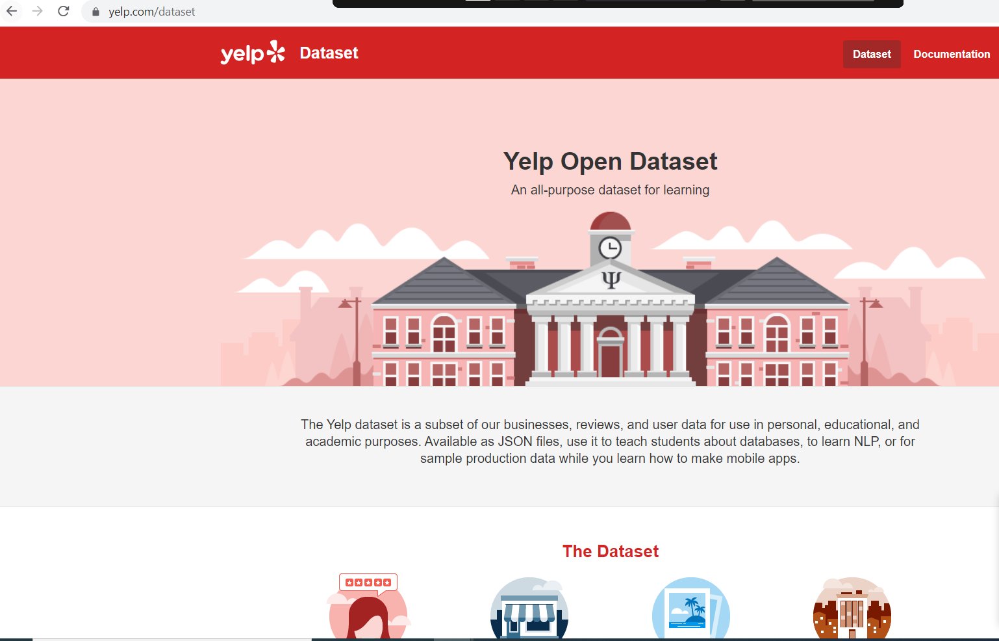 yelp.com/dataset
yelp Dataset
Dataset Documentation
Yelp Open Dataset
An all-purpose dataset for learning
Ψ
The Yelp dataset is a subset of our businesses, reviews, and user data for use in personal, educational, and
academic purposes. Available as JSON files, use it to teach students about databases, to learn NLP, or for
sample production data while you learn how to make mobile apps.
The Dataset